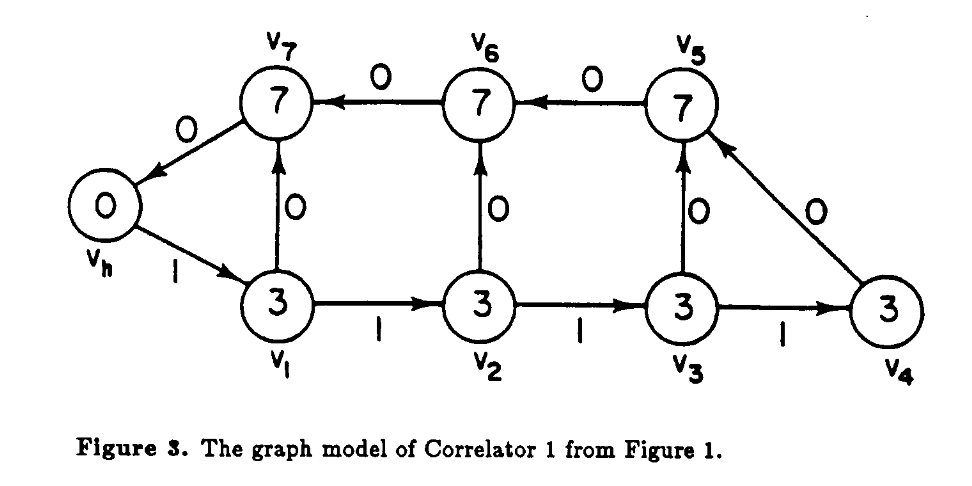 V7 V6 V5
0 0
7 7 7
0
0 0 0 0 0
Vh 1
3 3 3 3
1 1 1
V1 V2 V3 V4
Figure 3. The graph model of Correlator 1 from Figure 1.